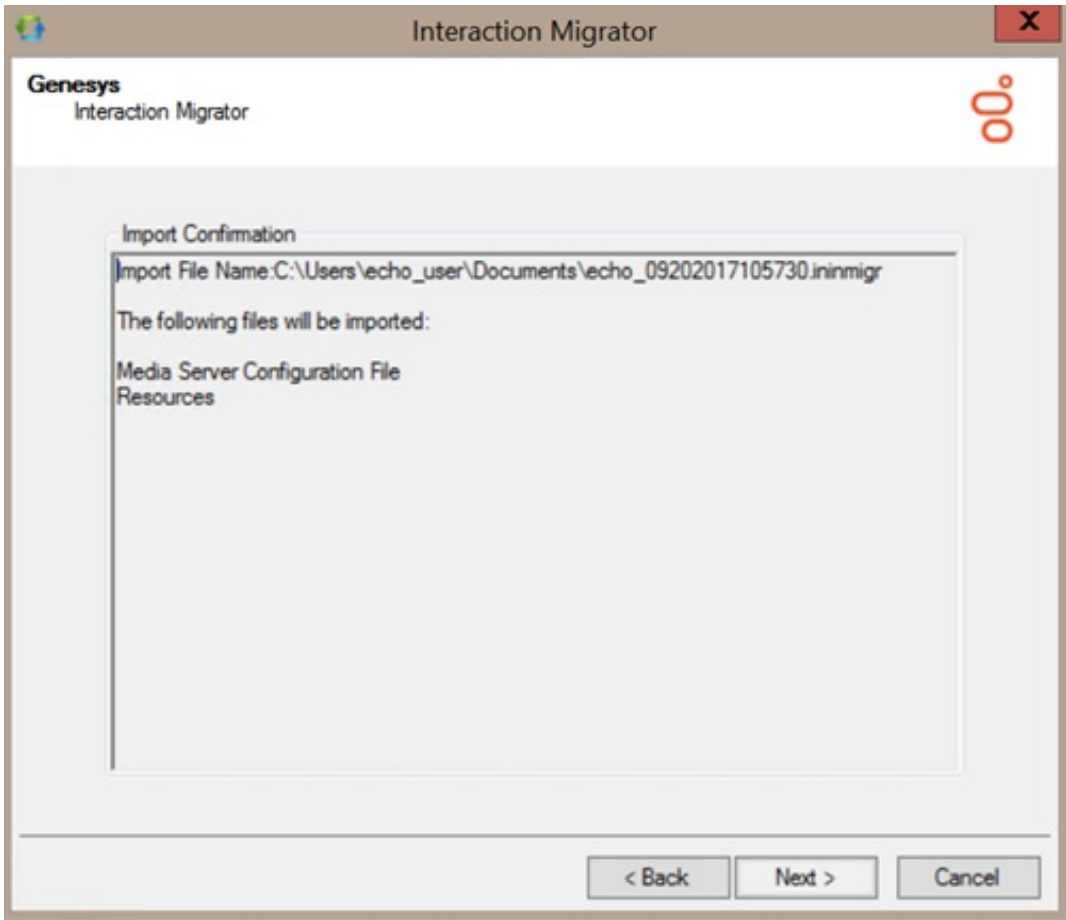 Interaction Migrator
X
Genesys
Interaction Migrator
Import Confirmation
Import File Name:C:\Users\echo_user\Documents\echo_09202017105730.ininmigr
The following files will be imported:
Media Server Configuration File
Resources
< Back
Next >
Cancel